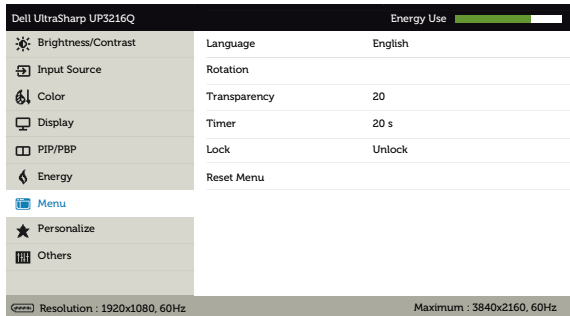 Dell UltraSharp UP3216Q Energy Use
Brightness/Contrast
Input Source
Color
Display
PIP/PBP
Energy
Menu
Personalize
Others
Language English
Rotation
Transparency 20
Timer 20 s
Lock Unlock
Reset Menu
Resolution : 1920x1080, 60Hz Maximum : 3840x2160, 60Hz